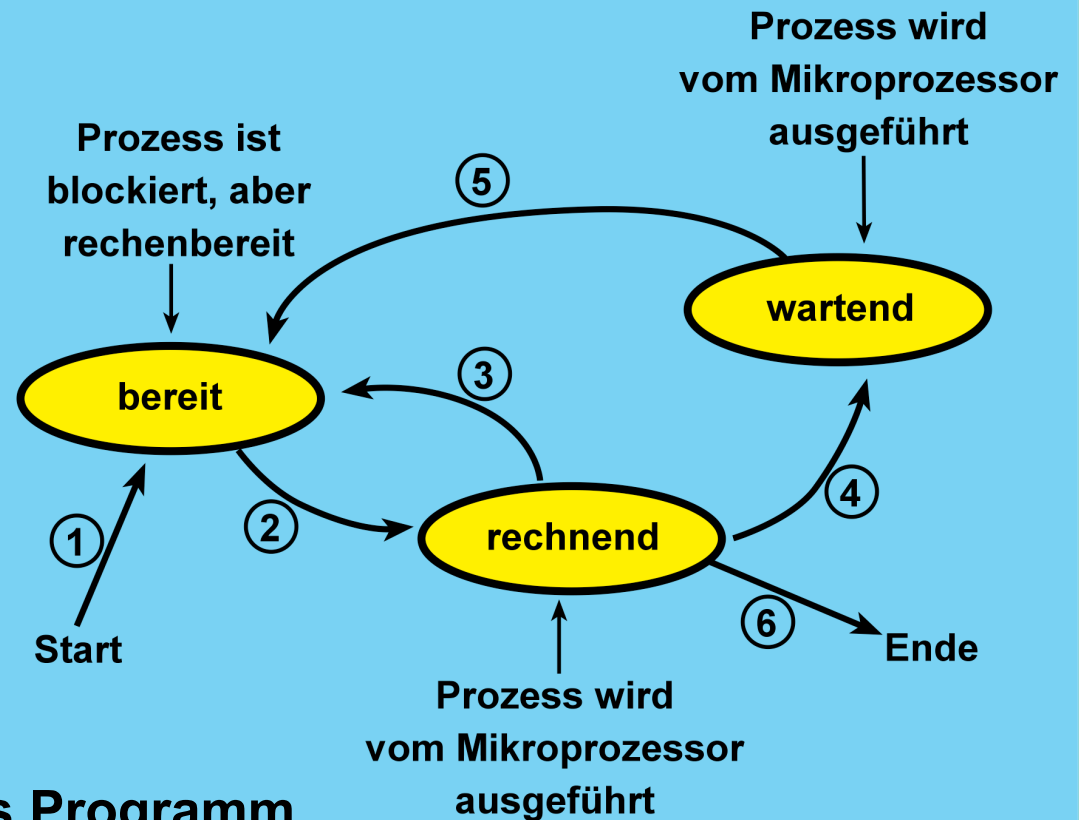 Prozess wird
vom Mikroprozessor
ausgeführt
Prozess ist
blockiert, aber
rechenbereit
5
wartend
bereit
3
4
1
2
rechnend
6
Start
Ende
Prozess wird
vom Mikroprozessor
ausgeführt
s Programm